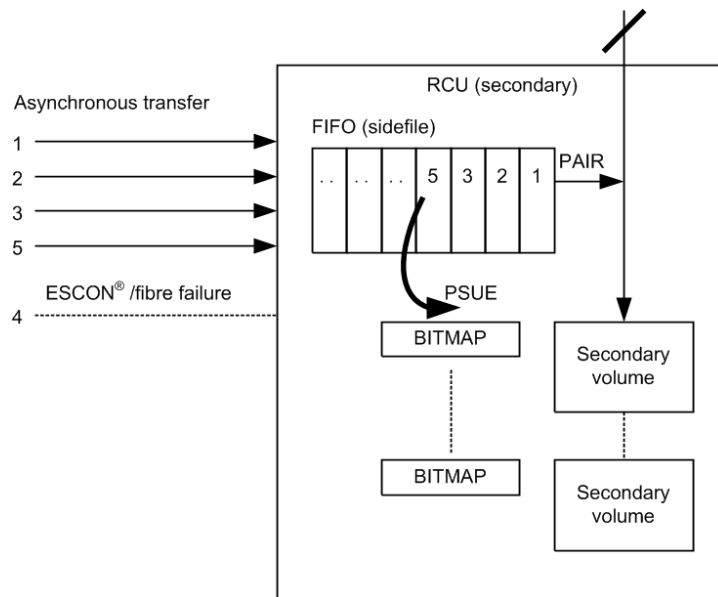 RCU (secondary)
Asynchronous transfer
FIFO (sidefile)
1
2
3
5
. . . . . . 5 3 2 1
PAIR
ESCON® /fibre failure
4
PSUE
BITMAP
Secondary
volume
BITMAP
Secondary
volume